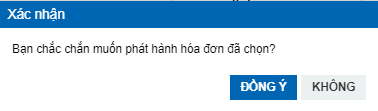 Xác nhận
Bạn chắc chắn muốn phát hành hóa đơn đã chọn?
ĐỒNG Ý KHÔNG